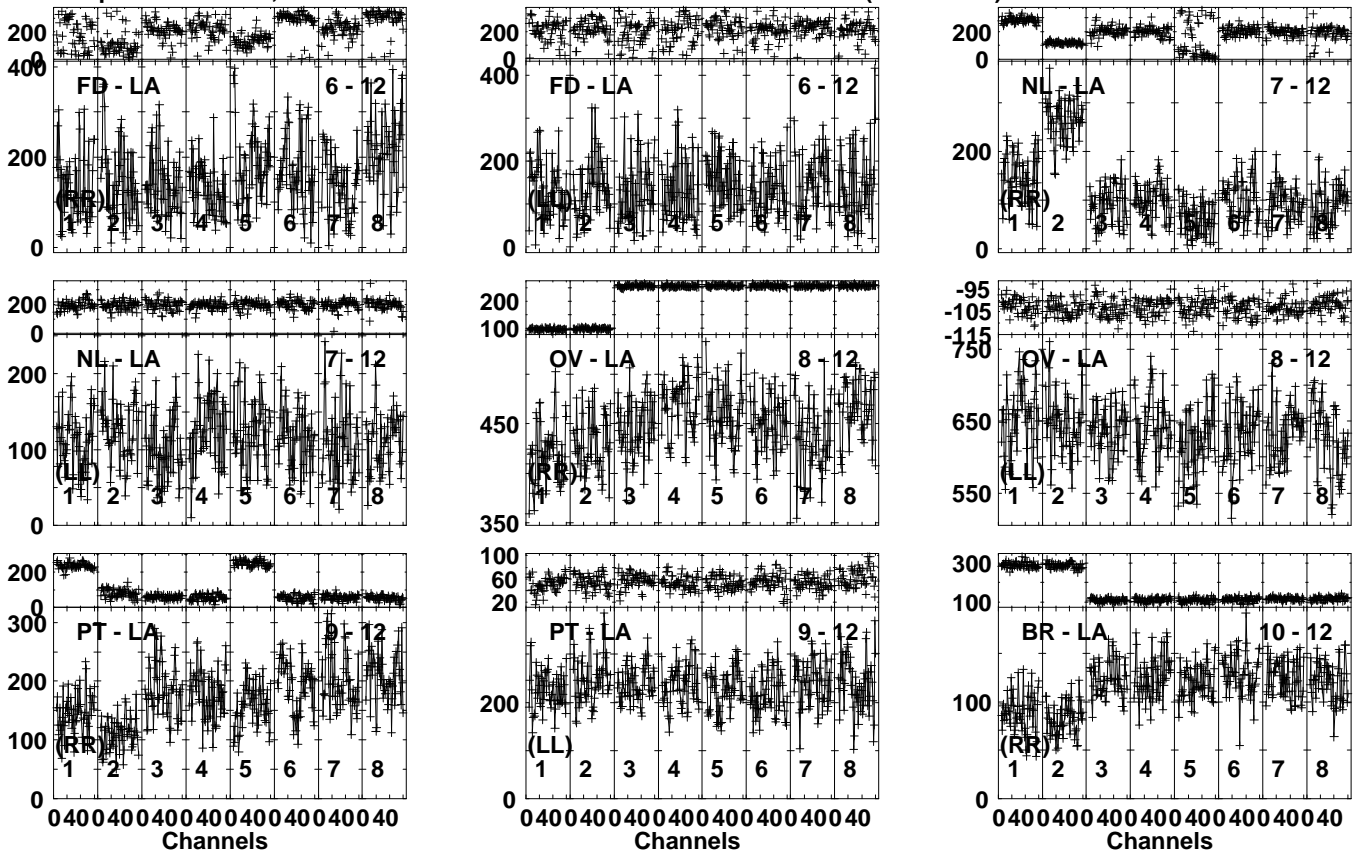 200 200 200
0 0 0
400 FD - LA 6 - 12 400 FD - LA 6 - 12 NL - LA 7 - 12
200 200 200
(RR) (LL) (RR)
1 2 3 4 5 6 7 8 1 2 3 4 5 6 7 8 1 2 3 4 5 6 7 8
0 0 0
200 200 -95
0 100 -105
-115
NL - LA 7 - 12 OV - LA 8 - 12 750 OV - LA 8 - 12
200
450 650
100
(LL) (RR) (LL)
1 2 3 4 5 6 7 8 1 2 3 4 5 6 7 8 550 1 2 3 4 5 6 7 8
0 350
200 100 300
60
0 20 100
300 PT - LA 9 - 12 PT - LA 9 - 12 BR - LA 10 - 12
200 200
100 100
(RR) (LL) (RR)
1 2 3 4 5 6 7 8 1 2 3 4 5 6 7 8 1 2 3 4 5 6 7 8
0 0 0
0 40 0 40 0 40 0 40 0 40 0 40 0 40 0 40 0 40 0 40 0 40 0 40 0 40 0 40 0 40 0 40 0 40 0 40 0 40 0 40 0 40 0 40 0 40 0 40
Channels Channels Channels